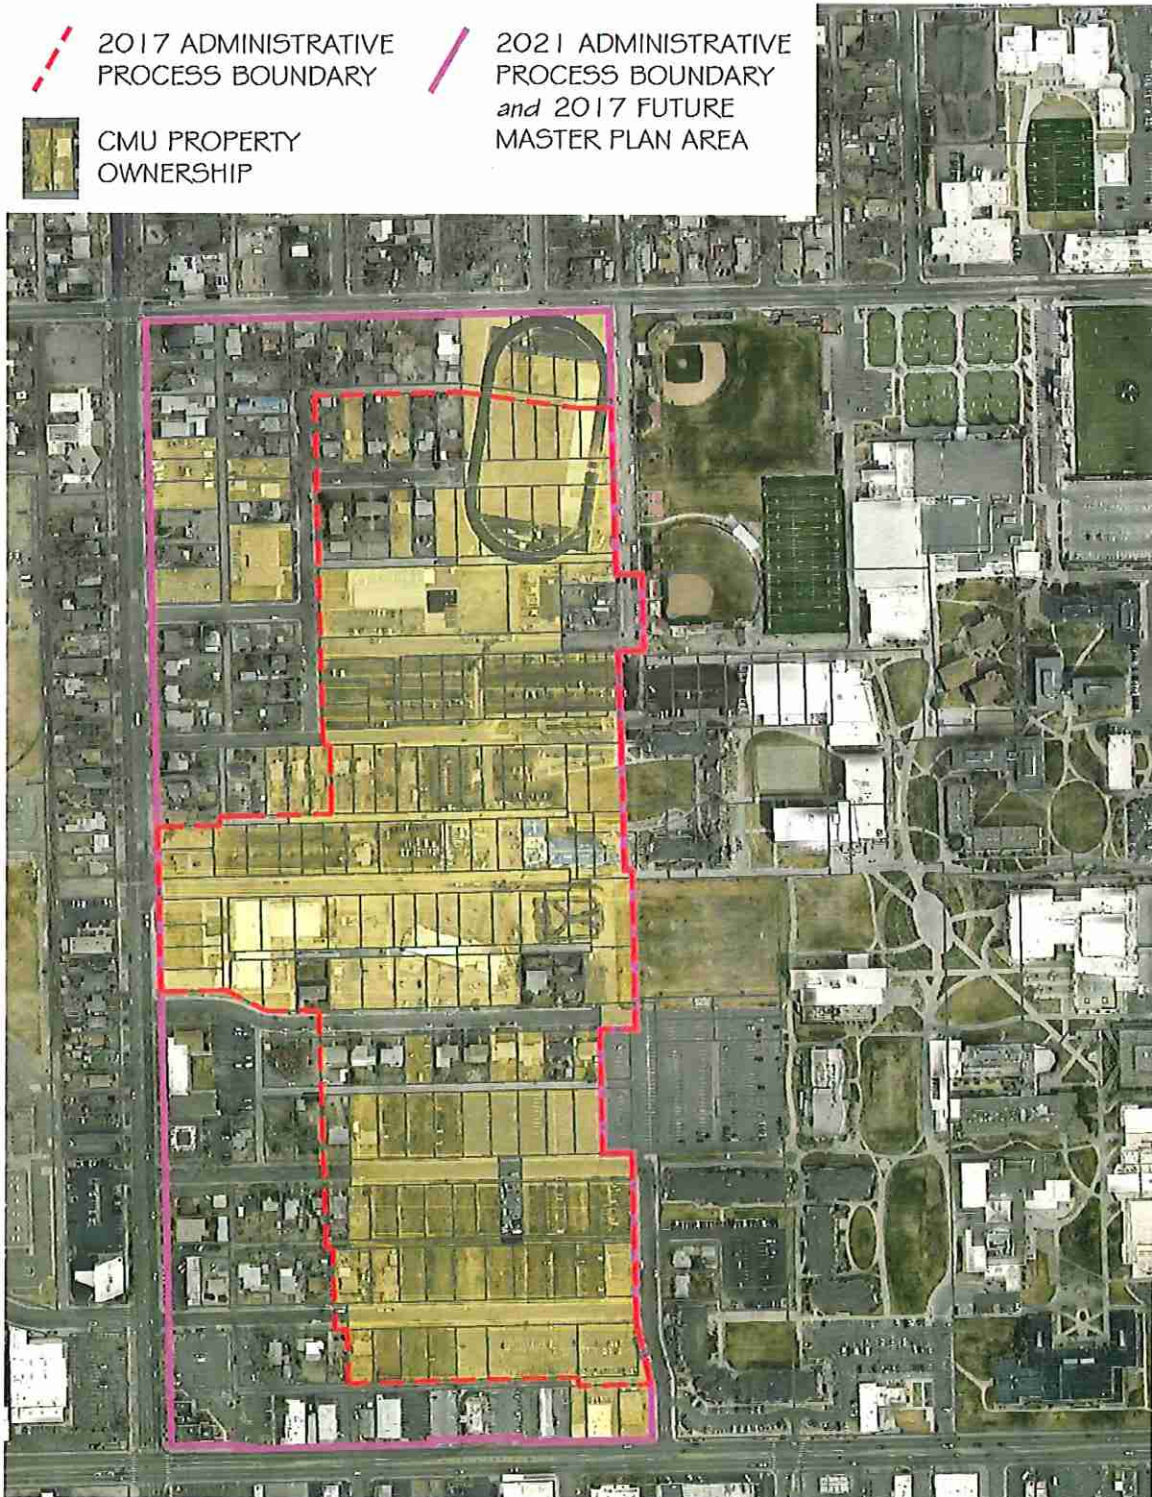 2017 ADMINISTRATIVE
PROCESS BOUNDARY
CMU PROPERTY
OWNERSHIP
2021 ADMINISTRATIVE
PROCESS BOUNDARY
and 2017 FUTURE
MASTER PLAN AREA